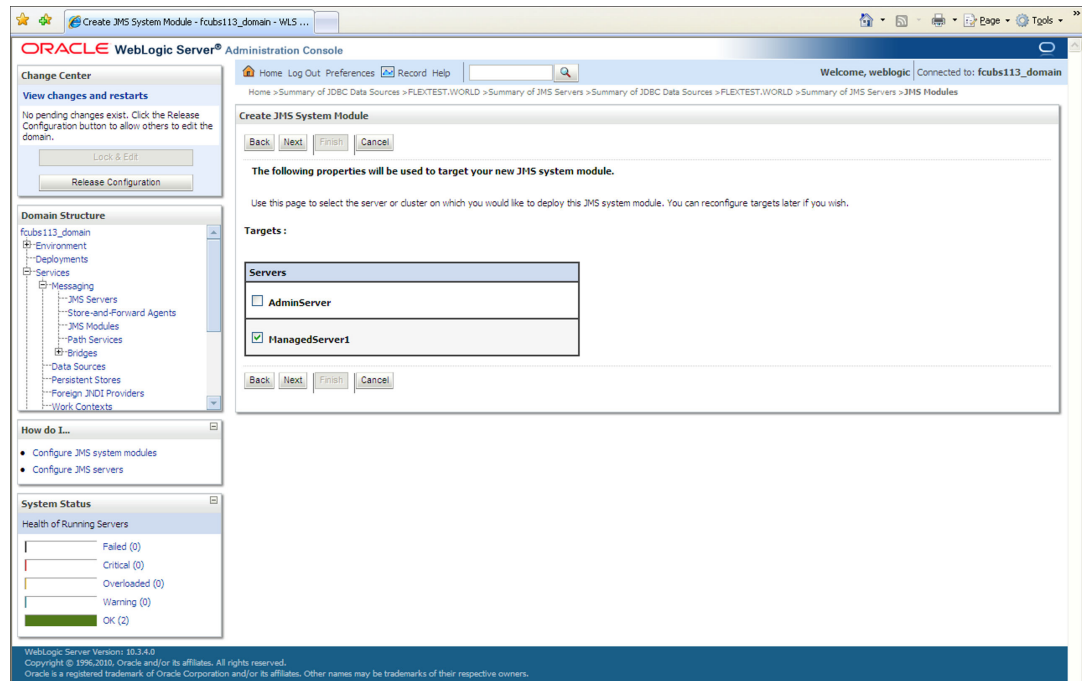 Create JMS System Module - fcubs113_domain - WLS ...
Page
Tools
»
ORACLE WebLogic Server® Administration Console
Change Center
View changes and restarts
No pending changes exist. Click the Release
Configuration button to allow others to edit the
domain.
Lock & Edit
Release Configuration
Domain Structure
fcubs113_domain
Environment
Deployments
Services
Messaging
JMS Servers
Store-and-Forward Agents
JMS Modules
Path Services
Bridges
Data Sources
Persistent Stores
Foreign JNDI Providers
Work Contexts
How do I...
Configure JMS system modules
Configure JMS servers
System Status
Health of Running Servers
Failed (0)
Critical (0)
Overloaded (0)
Warning (0)
OK (2)
Home Log Out Preferences Record Help
Welcome, weblogic Connected to: fcubs113_domain
Home >Summary of JDBC Data Sources >FLEXTEST.WORLD >Summary of JMS Servers >Summary of JDBC Data Sources >FLEXTEST.WORLD >Summary of JMS Servers >JMS Modules
Create JMS System Module
Back Next Finish Cancel
The following properties will be used to target your new JMS system module.
Use this page to select the server or cluster on which you would like to deploy this JMS system module. You can reconfigure targets later if you wish.
Targets :
Servers
AdminServer
ManagedServer1
Back Next Finish Cancel
WebLogic Server Version: 10.3.4.0
Copyright © 1996,2010, Oracle and/or its affiliates. All rights reserved.
Oracle is a registered trademark of Oracle Corporation and/or its affiliates. Other names may be trademarks of their respective owners.